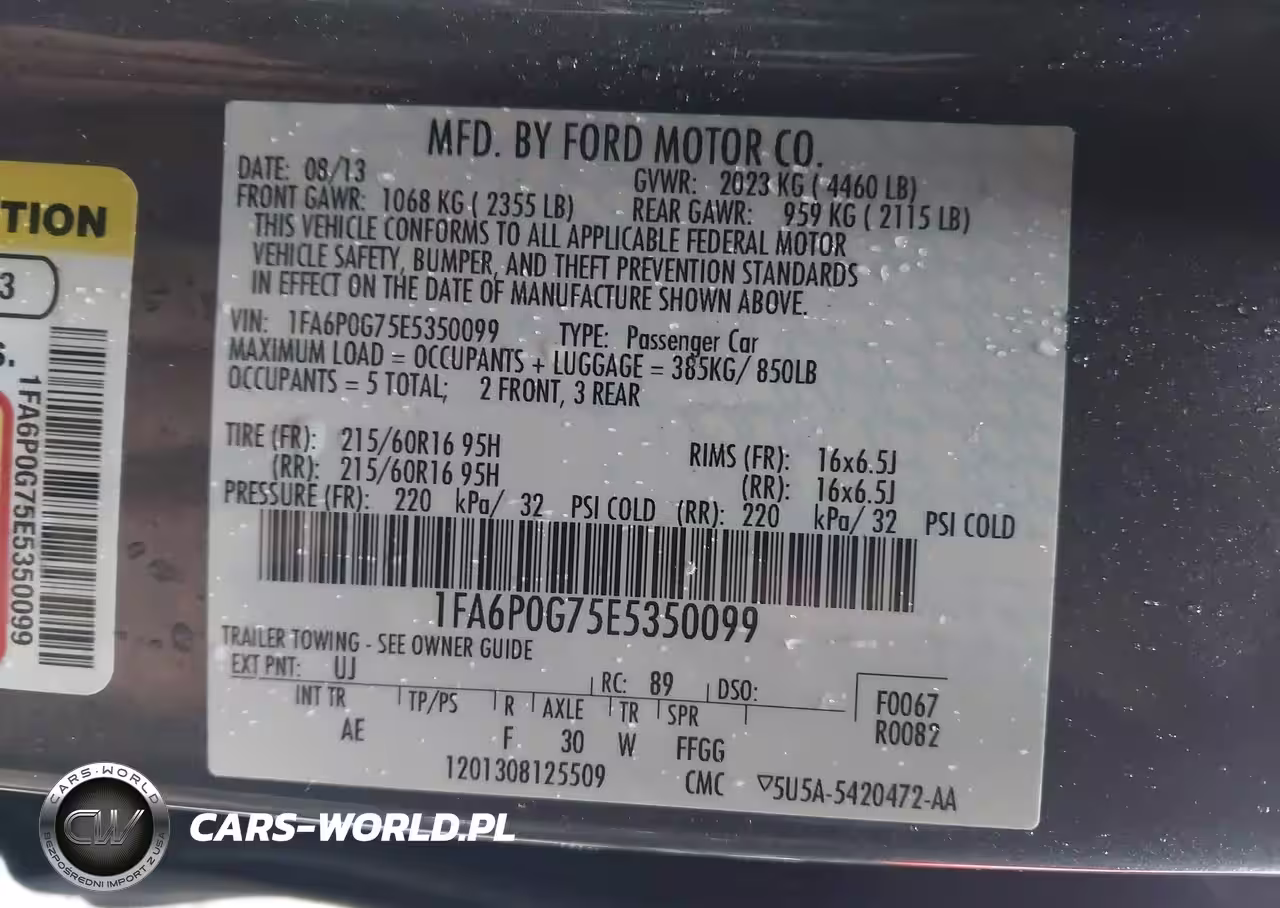 MFD. BY FORD MOTOR CO.
DATE: 08/13 GVWR: 2023 KG ( 4460 LB)
FRONT GAWR: 1068 KG ( 2355 LB) REAR GAWR: 959 KG ( 2115 LB)
THIS VEHICLE CONFORMS TO ALL APPLICABLE FEDERAL MOTOR
VEHICLE SAFETY, BUMPER, AND THEFT PREVENTION STANDARDS
IN EFFECT ON THE DATE OF MANUFACTURE SHOWN ABOVE.
VIN: 1FA6P0G75E5350099 TYPE: Passenger Car
MAXIMUM LOAD = OCCUPANTS + LUGGAGE = 385KG/ 850LB
OCCUPANTS = 5 TOTAL; 2 FRONT, 3 REAR
TIRE (FR): 215/60R16 95H RIMS (FR): 16x6.5J
(RR): 215/60R16 95H (RR): 16x6.5J
PRESSURE (FR): 220 kPa/ 32 PSI COLD (RR): 220 kPa/ 32 PSI COLD
1FA6P0G75E5350099
TRAILER TOWING - SEE OWNER GUIDE
EXT PNT: UJ RC: 89 DSO:
INT TR TP/PS R AXLE TR SPR F0067
AE F 30 W FFGG R0082
1201308125509 CMC ▽5U5A-5420472-AA
TION
3
S.
1FA6P0G75E5350099
CARS-WORLD
CW
BEZPOŚREDNI IMPORT Z USA
CARS-WORLD.PL